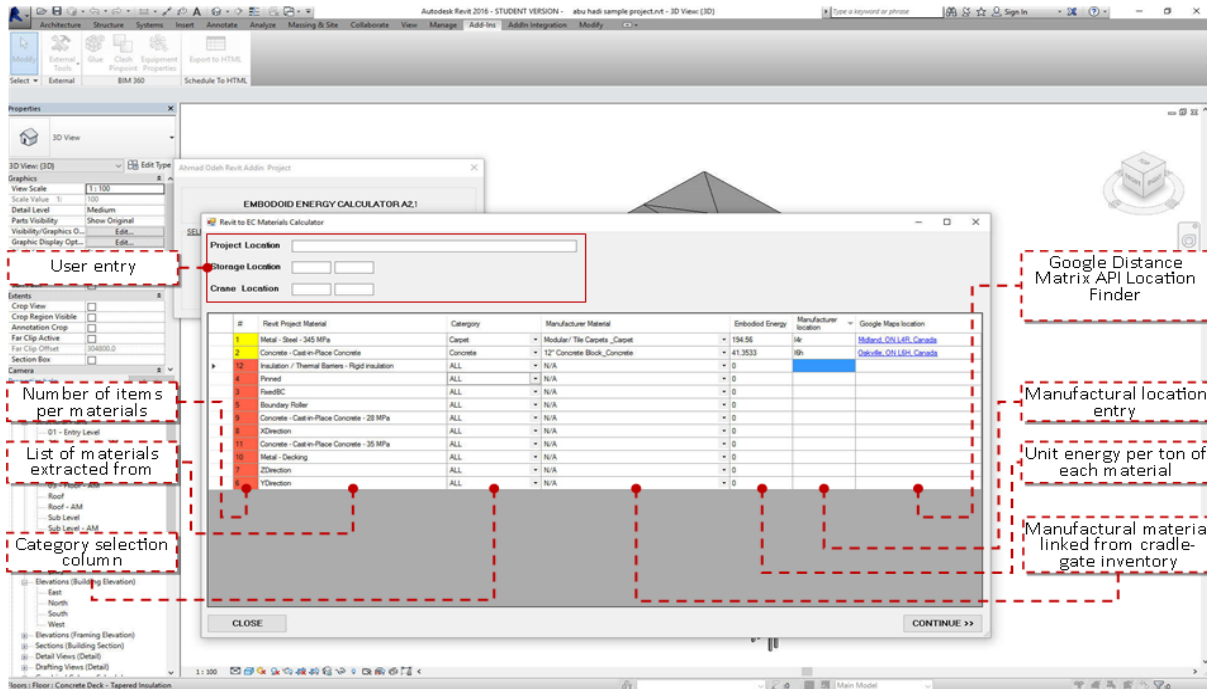 Autodesk Revit 2016 - STUDENT VERSION - abu hadi sample project.rvt - 3D View: {3D}
Type a keyword or phrase
Sign In
Architecture Structure Systems Insert Annotate Analyze Massing & Site Collaborate View Manage Add-Ins AddIn Integration Modify
Modify External Tools Glue Clash Pinpoint Equipment Properties Export to HTML
Select External BIM 360 Schedule To HTML
Properties
3D View
3D View: {3D} Edit Type
Graphics
View Scale 1 : 100
Scale Value 1: 100
Detail Level Medium
Parts Visibility Show Original
Visibility/Graphics O... Edit...
Graphic Display Opt... Edit...
Extents
Crop View
Crop Region Visible
Annotation Crop
Far Clip Active
Far Clip Offset 304800.0
Section Box
Camera
01 - Entry Level
Roof
Roof - AM
Sub Level
Sub Level - AM
Elevations (Building Elevation)
East
North
South
West
Elevations (Framing Elevation)
Sections (Building Section)
Detail Views (Detail)
Drafting Views (Detail)
Ahmad Odeh Revit Addin Project
EMBODOID ENERGY CALCULATOR A2,1
SEL
Revit to EC Materials Calculator
Project Location
Storage Location
Crane Location
# Revit Project Material Catergory Manufacturer Material Embodied Energy Manufacturer location Google Maps location
1 Metal - Steel - 345 MPa Carpet Modular/ Tile Carpets _Carpet 194.56 l4r Midland, ON L4R, Canada
2 Concrete - Cast-in-Place Concrete Concrete 12" Concrete Block_Concrete 41.3533 l6h Oakville, ON L6H, Canada
12 Insulation / Thermal Barriers - Rigid insulation ALL N/A 0
4 Pinned ALL N/A 0
3 FixedBC ALL N/A 0
5 Boundary Roller ALL N/A 0
9 Concrete - Cast-in-Place Concrete - 28 MPa ALL N/A 0
8 XDirection ALL N/A 0
11 Concrete - Cast-in-Place Concrete - 35 MPa ALL N/A 0
10 Metal - Decking ALL N/A 0
7 ZDirection ALL N/A 0
6 YDirection ALL N/A 0
CLOSE
CONTINUE >>
User entry
Number of items
per materials
List of materials
extracted from
Category selection
column
Google Distance
Matrix API Location
Finder
Manufactural location
entry
Unit energy per ton of
each material
Manufactural material
linked from cradle-
gate inventory
TOP
FRONT
RIGHT
1 : 100
Floors : Floor : Concrete Deck - Tapered Insulation
Main Model